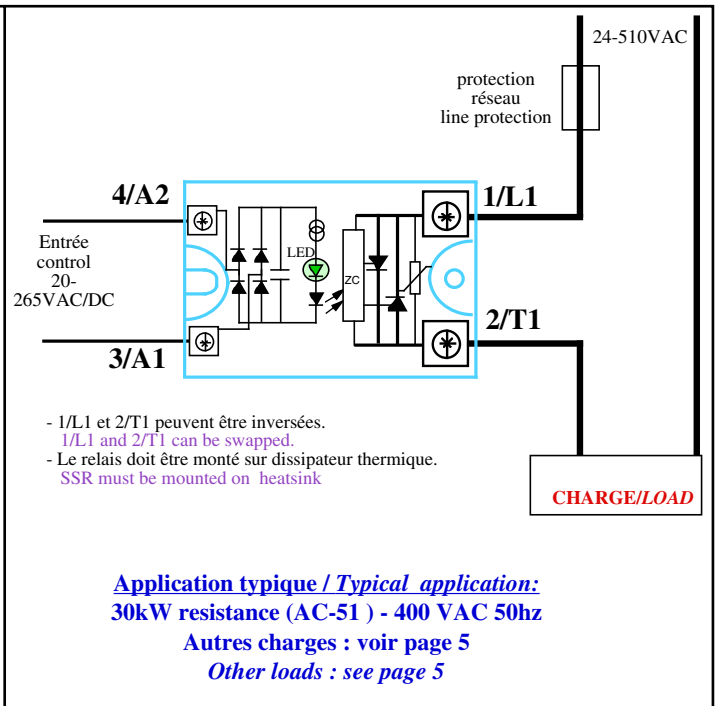 24-510VAC
protection
réseau
line protection
4/A2
1/L1
Entrée
control
20-
265VAC/DC
LED
ZC
3/A1
2/T1
- 1/L1 et 2/T1 peuvent être inversées.
1/L1 and 2/T1 can be swapped.
- Le relais doit être monté sur dissipateur thermique.
SSR must be mounted on heatsink
CHARGE/LOAD
Application typique / Typical application:
30kW resistance (AC-51 ) - 400 VAC 50hz
Autres charges : voir page 5
Other loads : see page 5